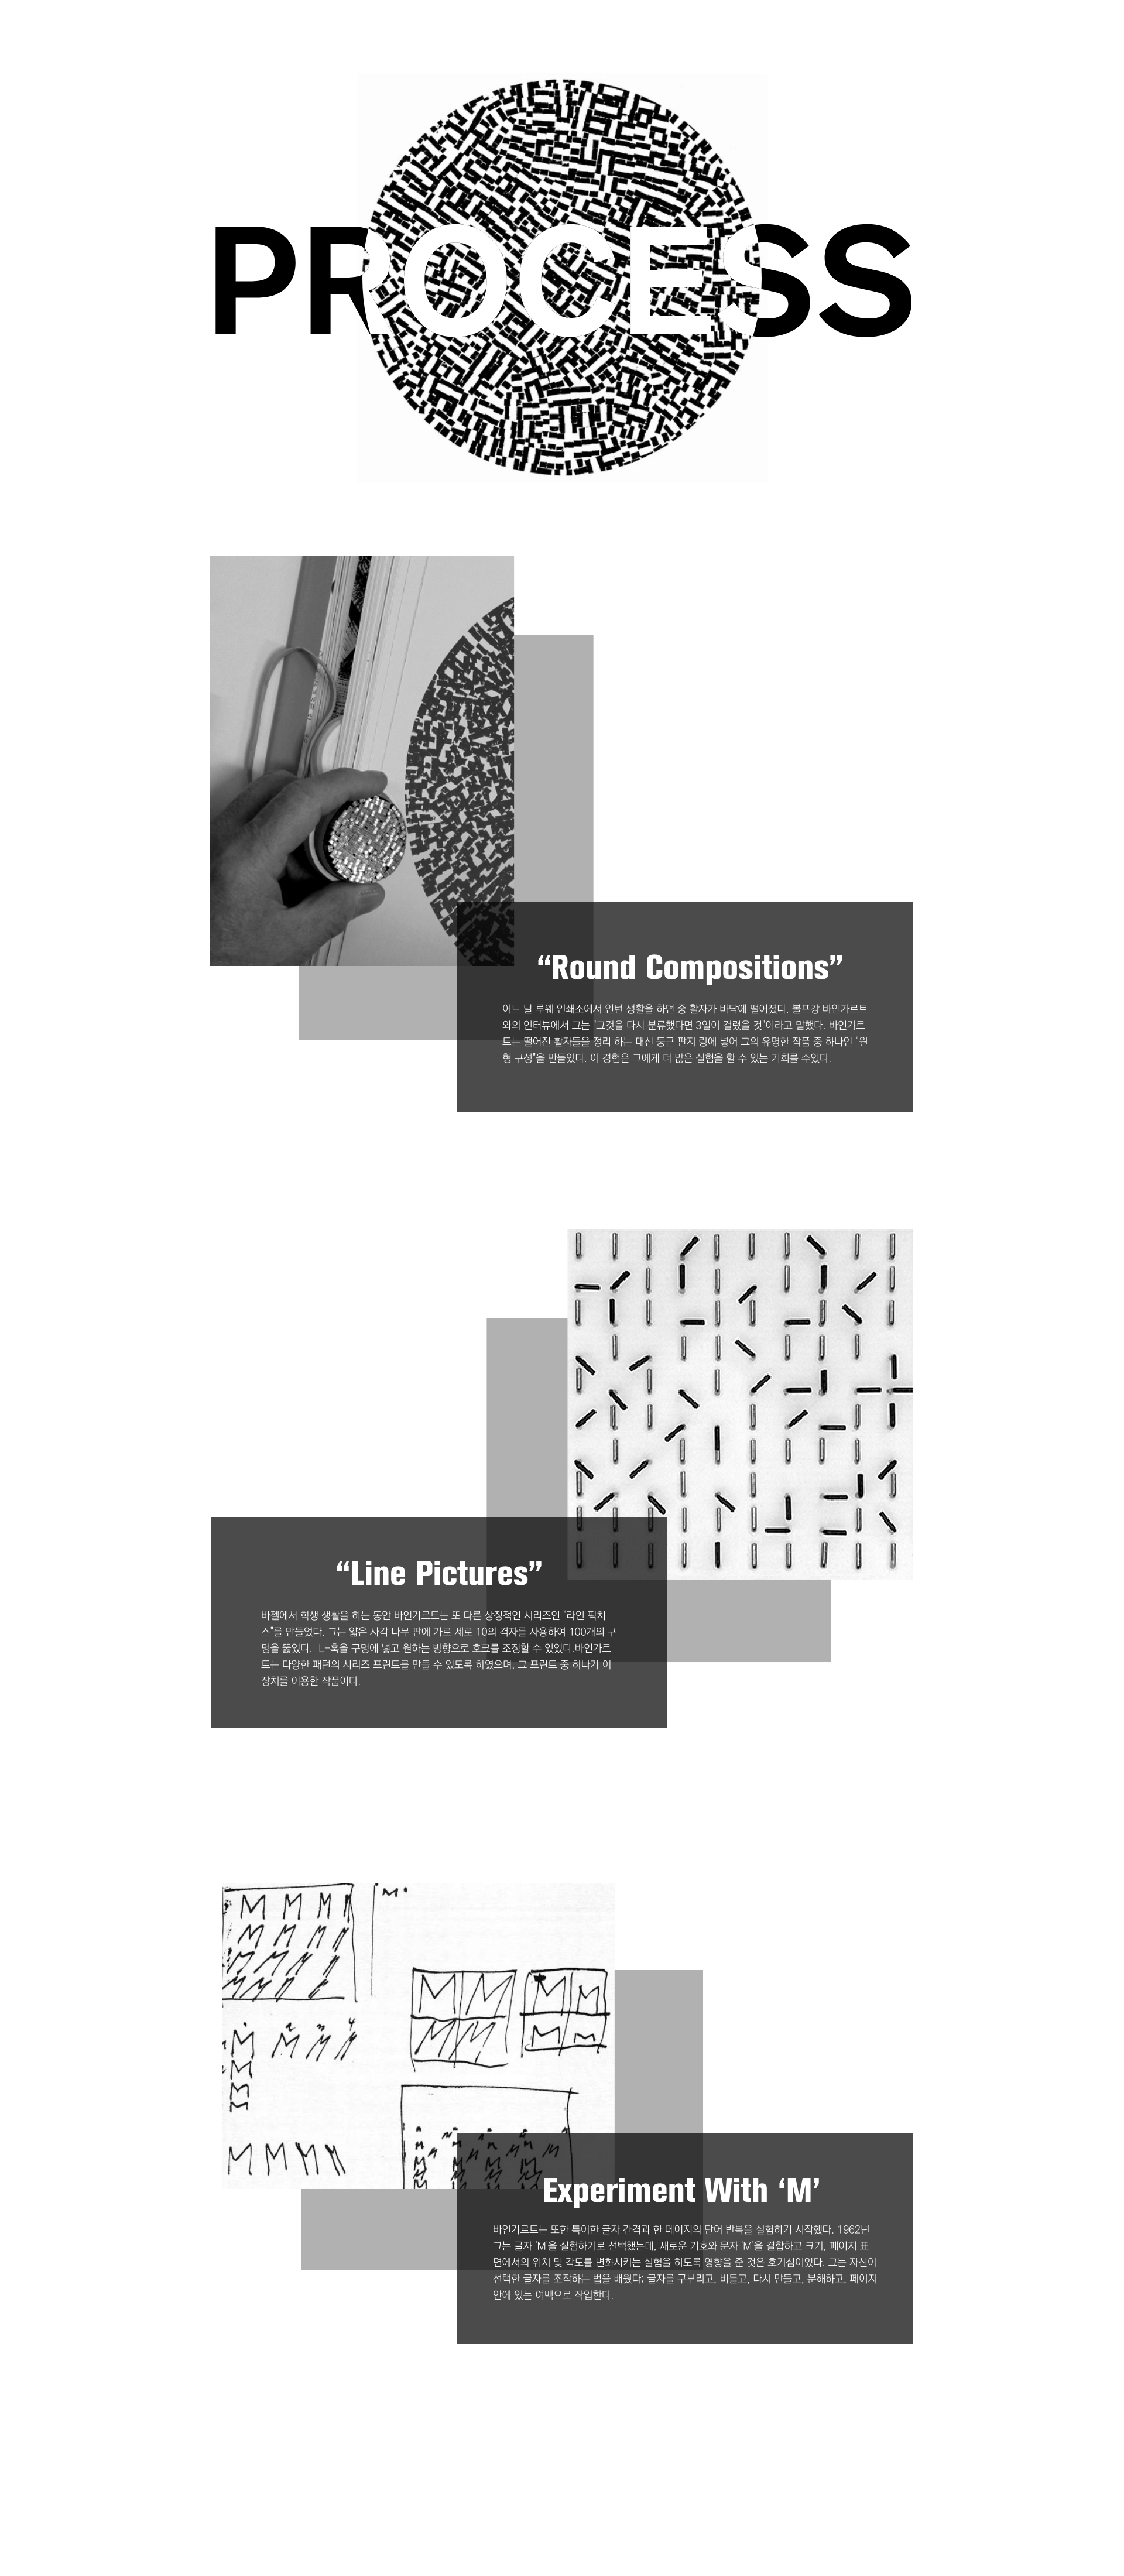 PROCESS
“Round Compositions”
어느 날 루웨 인쇄소에서 인턴 생활을 하던 중 활자가 바닥에 떨어졌다. 볼프강 바인가르트
와의 인터뷰에서 그는 "그것을 다시 분류했다면 3일이 걸렸을 것"이라고 말했다. 바인가르
트는 떨어진 활자들을 정리 하는 대신 둥근 판지 링에 넣어 그의 유명한 작품 중 하나인 "원
형 구성"을 만들었다. 이 경험은 그에게 더 많은 실험을 할 수 있는 기회를 주었다.
“Line Pictures”
바젤에서 학생 생활을 하는 동안 바인가르트는 또 다른 상징적인 시리즈인 "라인 픽처
스"를 만들었다. 그는 얇은 사각 나무 판에 가로 세로 10의 격자를 사용하여 100개의 구
멍을 뚫었다. L-훅을 구멍에 넣고 원하는 방향으로 호크를 조정할 수 있었다.바인가르
트는 다양한 패턴의 시리즈 프린트를 만들 수 있도록 하였으며, 그 프린트 중 하나가 이
장치를 이용한 작품이다.
M M M M
M M M M
M M
M M
M M
M M
M M M M
Experiment With ‘M’
바인가르트는 또한 특이한 글자 간격과 한 페이지의 단어 반복을 실험하기 시작했다. 1962년
그는 글자 'M'을 실험하기로 선택했는데, 새로운 기호와 문자 'M'을 결합하고 크기, 페이지 표
면에서의 위치 및 각도를 변화시키는 실험을 하도록 영향을 준 것은 호기심이었다. 그는 자신이
선택한 글자를 조작하는 법을 배웠다; 글자를 구부리고, 비틀고, 다시 만들고, 분해하고, 페이지
안에 있는 여백으로 작업한다.